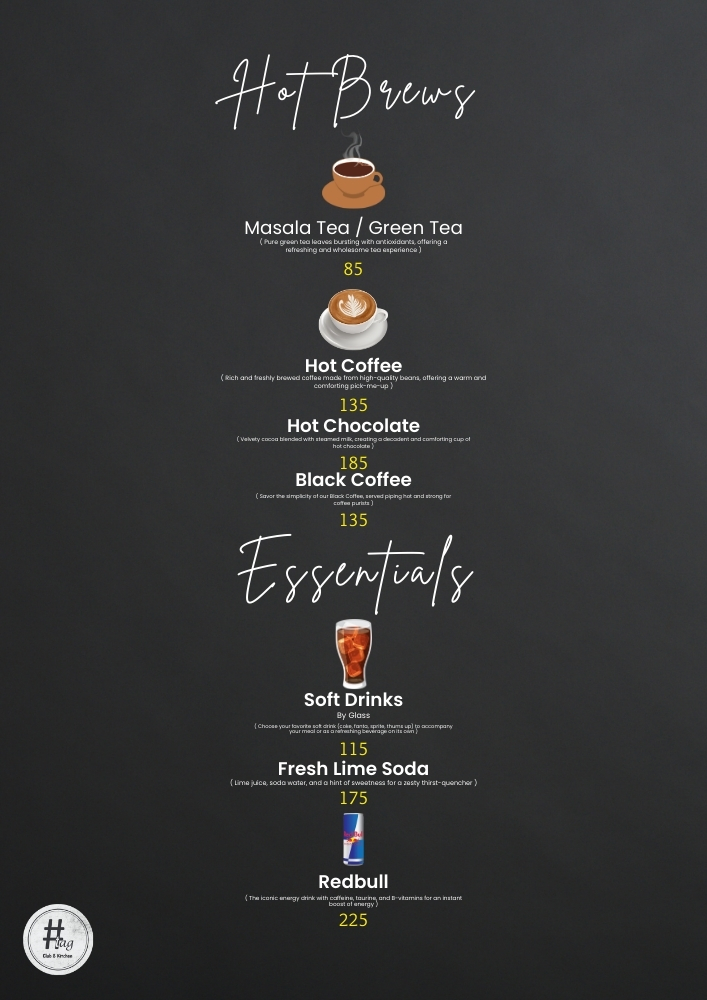 Hot Brews
Masala Tea / Green Tea
( Pure green tea leaves bursting with antioxidants, offering a
refreshing and wholesome tea experience )
85
Hot Coffee
( Rich and freshly brewed coffee made from high-quality beans, offering a warm and
comforting pick-me-up )
135
Hot Chocolate
( Velvety cocoa blended with steamed milk, creating a decadent and comforting cup of
hot chocolate )
185
Black Coffee
( Savor the simplicity of our Black Coffee, served piping hot and strong for
coffee purists )
135
Essentials
Soft Drinks
By Glass
( Choose your favorite soft drink (coke, fanta, sprite, thums up) to accompany
your meal or as a refreshing beverage on its own )
115
Fresh Lime Soda
( Lime juice, soda water, and a hint of sweetness for a zesty thirst-quencher )
175
RedBull
Redbull
( The iconic energy drink with caffeine, taurine, and B-vitamins for an instant
boost of energy )
225
#tag
Club & Kitchen